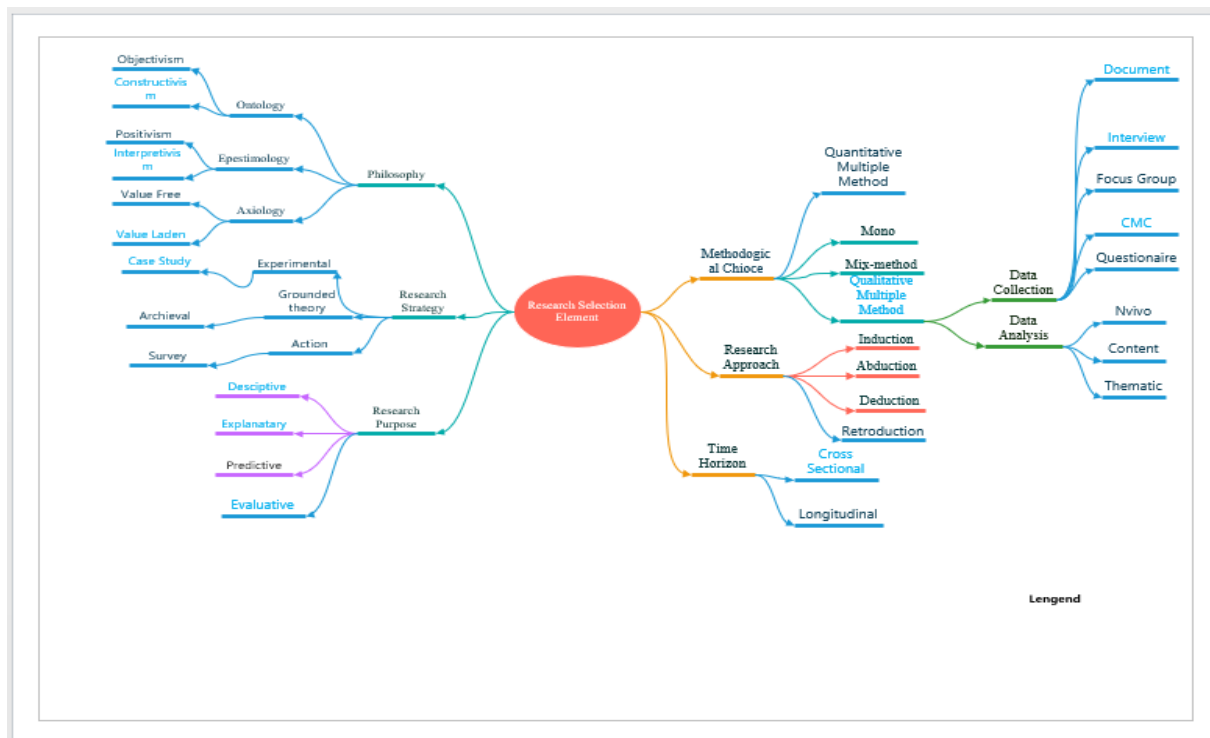 Objectivism
Constructivis
m
Ontology
Positivism
Interpretivis
m
Epestimology
Value Free
Axiology
Value Laden
Philosophy
Case Study
Experimental
Grounded
theory
Archieval
Action
Survey
Research
Strategy
Desciptive
Explanatary
Predictive
Evaluative
Research
Purpose
Research Selection
Element
Methodogic
al Chioce
Quantitative
Multiple
Method
Mono
Mix-method
Qualitative
Multiple
Method
Data
Collection
Document
Interview
Focus Group
CMC
Questionaire
Data
Analysis
Nvivo
Content
Thematic
Research
Approach
Induction
Abduction
Deduction
Retroduction
Time
Horizon
Cross
Sectional
Longitudinal
Lengend